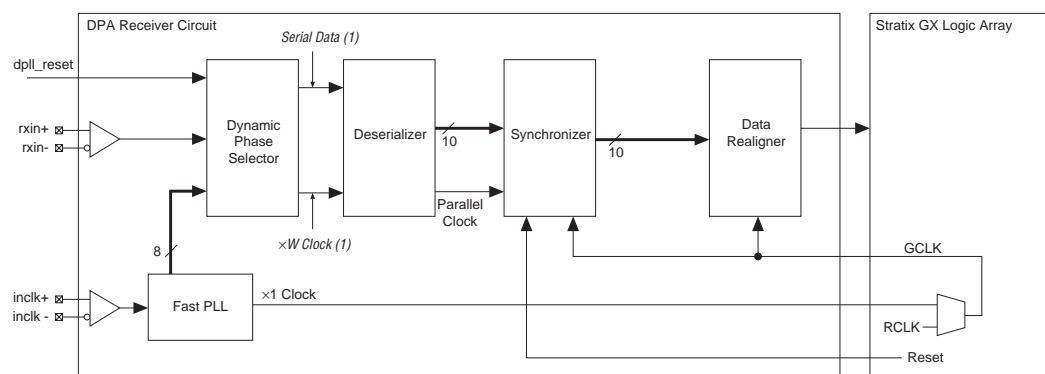 DPA Receiver Circuit
Stratix GX Logic Array
Serial Data (1)
dpll_reset
rxin+
rxin-
Dynamic
Phase
Selector
Deserializer
10
Synchronizer
10
Data
Realigner
Parallel
Clock
×W Clock (1)
8
GCLK
inclk+
inclk -
Fast PLL
×1 Clock
RCLK
Reset